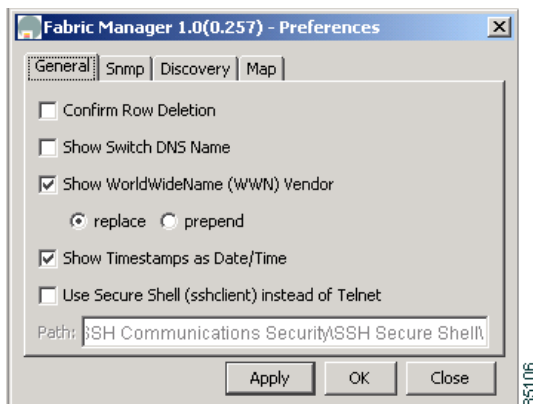 Fabric Manager 1.0(0.257) - Preferences
General Snmp Discovery Map
Confirm Row Deletion
Show Switch DNS Name
Show WorldWideName (WWN) Vendor
replace prepend
Show Timestamps as Date/Time
Use Secure Shell (sshclient) instead of Telnet
Path: SSH Communications Security\SSH Secure Shell\
Apply OK Close